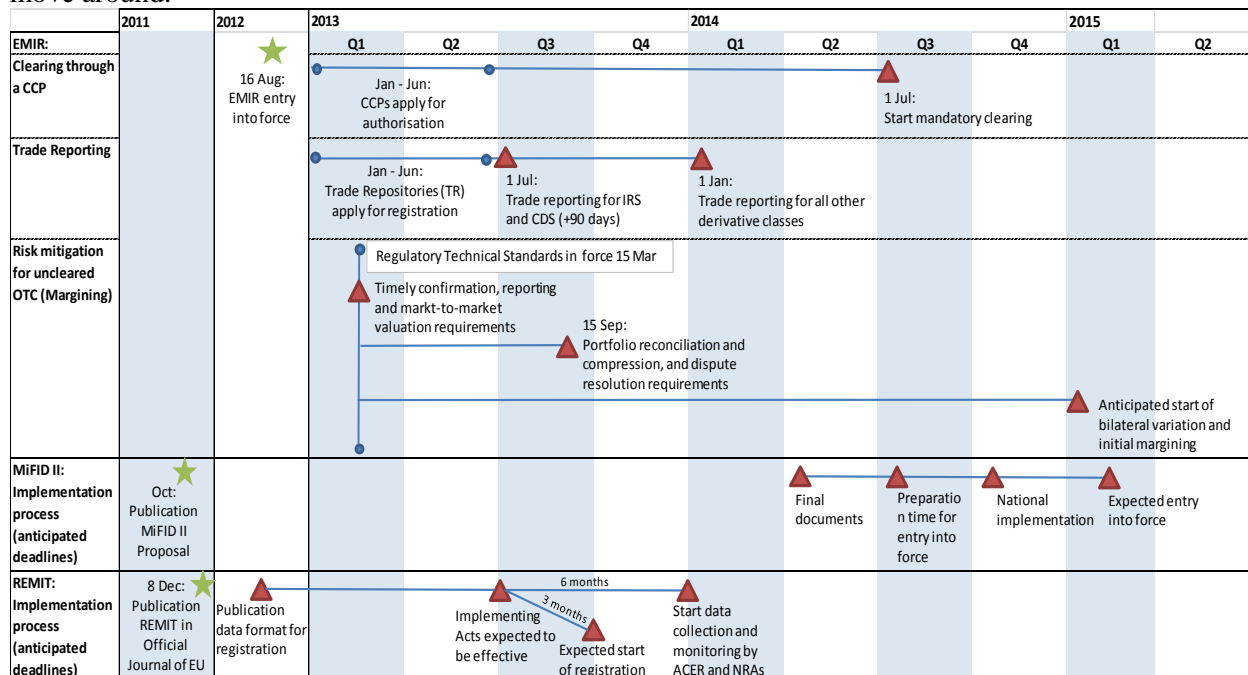 move around.
2011 2012 2013 2014 2015
EMIR: Q1 Q2 Q3 Q4 Q1 Q2 Q3 Q4 Q1 Q2
Clearing through
a CCP
16 Aug:
EMIR entry
into force
Jan - Jun:
CCPs apply for
authorisation
1 Jul:
Start mandatory clearing
Trade Reporting
Jan - Jun:
Trade Repositories (TR)
apply for registration
1 Jul:
Trade reporting for IRS
and CDS (+90 days)
1 Jan:
Trade reporting for all other
derivative classes
Risk mitigation
for uncleared
OTC (Margining)
Regulatory Technical Standards in force 15 Mar
Timely confirmation, reporting
and markt-to-market
valuation requirements
15 Sep:
Portfolio reconciliation and
compression, and dispute
resolution requirements
Anticipated start of
bilateral variation and
initial margining
MiFID II:
Implementation
process
(anticipated
deadlines)
Oct:
Publication
MiFID II
Proposal
Final
documents
Preparatio
n time for
entry into
force
National
implementation
Expected entry
into force
REMIT:
Implementation
process
(anticipated
deadlines)
8 Dec:
Publication
REMIT in
Official
Journal of EU
Publication
data format for
registration
6 months
3 months
Implementing
Acts expected to
be effective
Expected start
of registration
Start data
collection and
monitoring by
ACER and NRAs